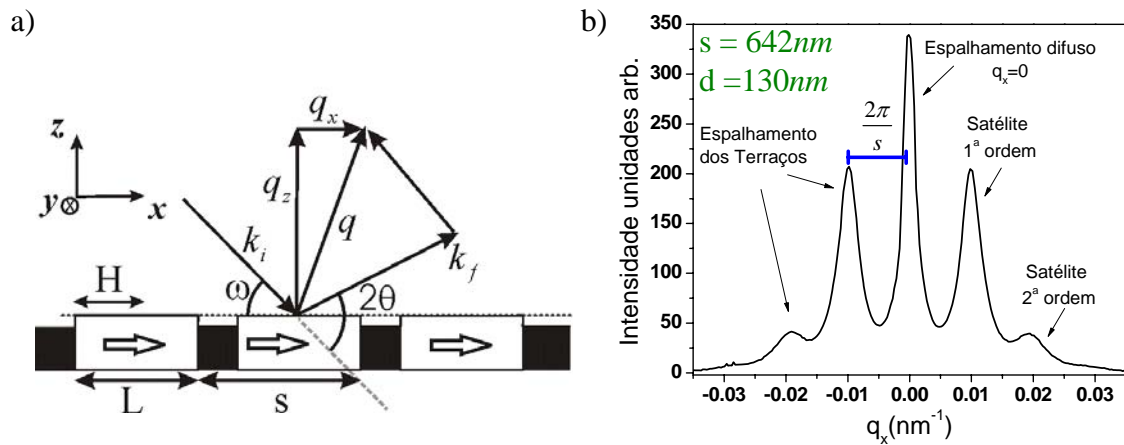 a)
z
y⊗
x
H
ω
k_i
q_x
q_z
q
k_f
2θ
L
s
b)
s = 642nm
d =130nm
Espalhamento difuso
q_x=0
Espalhamento
dos Terraços
2π
s
Satélite
1ª ordem
Satélite
2ª ordem
Intensidade unidades arb.
350
300
250
200
150
100
50
0
-0.03 -0.02 -0.01 0.00 0.01 0.02 0.03
q_x(nm⁻¹)